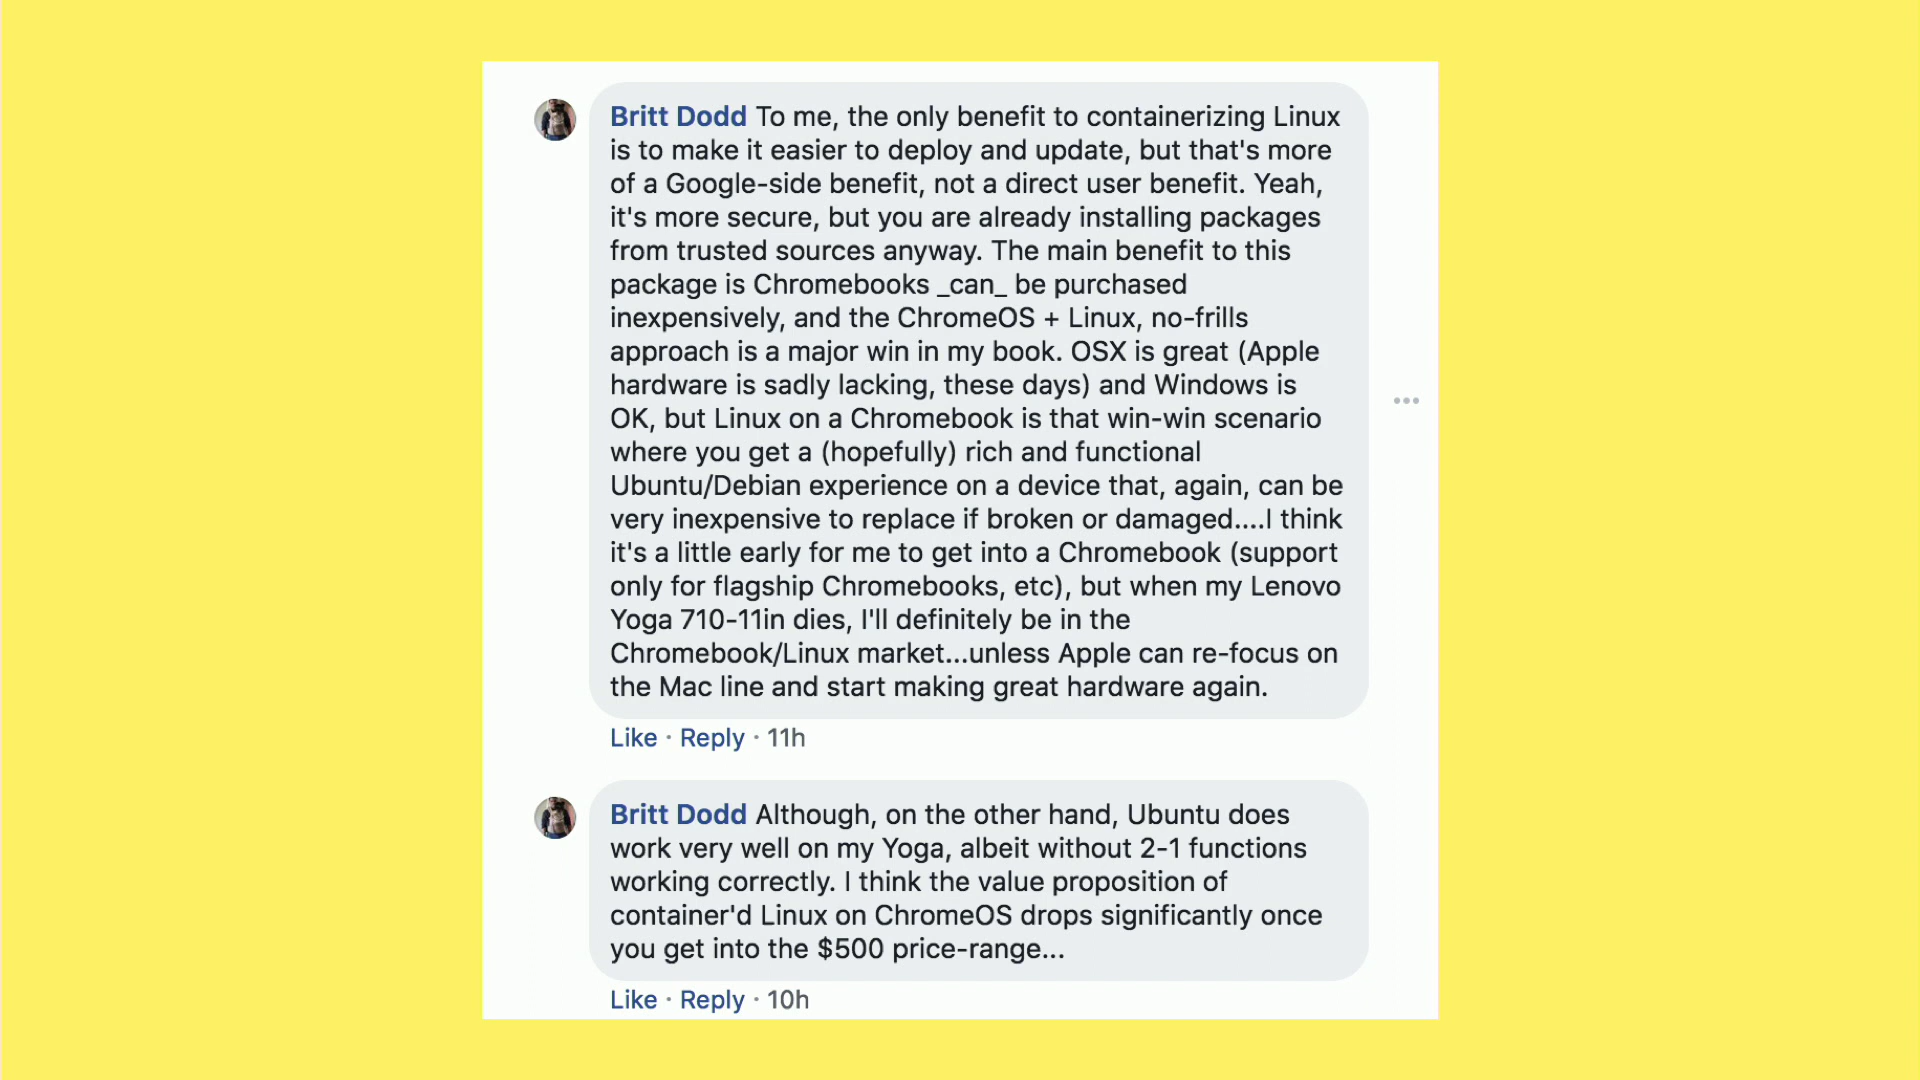 Britt Dodd To me, the only benefit to containerizing Linux
is to make it easier to deploy and update, but that's more
of a Google-side benefit, not a direct user benefit. Yeah,
it's more secure, but you are already installing packages
from trusted sources anyway. The main benefit to this
package is Chromebooks _can_ be purchased
inexpensively, and the ChromeOS + Linux, no-frills
approach is a major win in my book. OSX is great (Apple
hardware is sadly lacking, these days) and Windows is
OK, but Linux on a Chromebook is that win-win scenario
where you get a (hopefully) rich and functional
Ubuntu/Debian experience on a device that, again, can be
very inexpensive to replace if broken or damaged....I think
it's a little early for me to get into a Chromebook (support
only for flagship Chromebooks, etc), but when my Lenovo
Yoga 710-11in dies, I'll definitely be in the
Chromebook/Linux market...unless Apple can re-focus on
the Mac line and start making great hardware again.
Like · Reply · 11h
Britt Dodd Although, on the other hand, Ubuntu does
work very well on my Yoga, albeit without 2-1 functions
working correctly. I think the value proposition of
container'd Linux on ChromeOS drops significantly once
you get into the $500 price-range...
Like · Reply · 10h